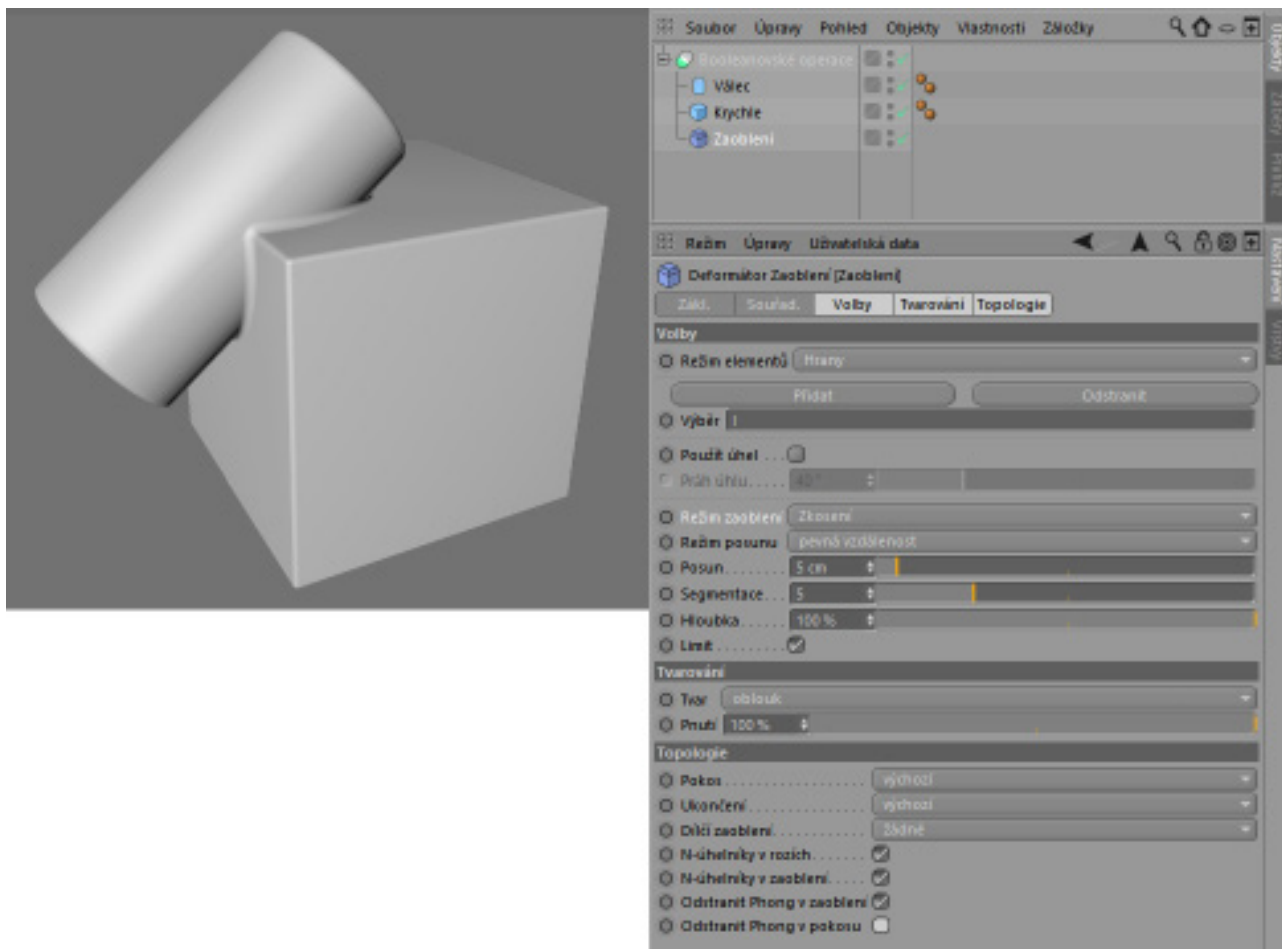 Soubor Úpravy Pohled Objekty Vlastnosti Záložky
Booleanovské operace
Válec
Krychle
Zaoblení
Objekty
Režim Úpravy Uživatelská data
Nastavení
Vrstvy
Deformátor Zaoblení [Zaoblení]
Zákl. Souřad. Volby Tvarování Topologie
Volby
Režim elementů Hrany
Přidat Odstranit
Výběr I
Použít úhel . . .
Práh úhlu. . . . . 40 °
Režim zaoblení Zkosení
Režim posunu pevná vzdálenost
Posun. . . . . . . . 5 cm
Segmentace. . . 5
Hloubka. . . . . . 100 %
Limit . . . . . . . . .
Tvarování
Tvar oblouk
Pnutí 100 %
Topologie
Pokos . . . . . . . . . . . . . . . výchozí
Ukončení . . . . . . . . . . . . výchozí
Dílčí zaoblení. . . . . . . . . . žádné
N-úhelníky v rozích. . . . . .
N-úhelníky v zaoblení. . . . .
Odstranit Phong v zaoblení
Odstranit Phong v pokosu